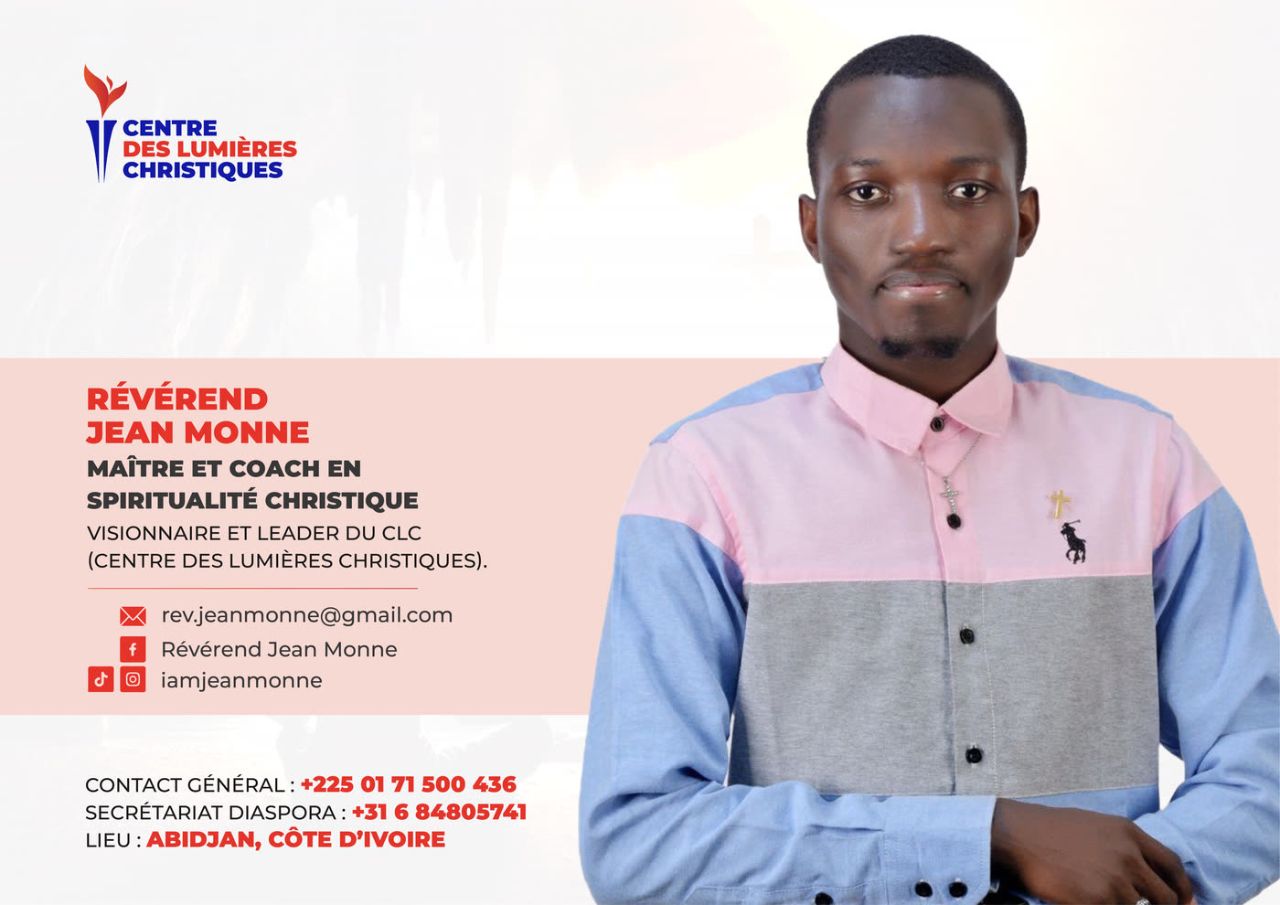 CENTRE
DES LUMIÈRES
CHRISTIQUES
RÉVÉREND
JEAN MONNE
MAÎTRE ET COACH EN
SPIRITUALITÉ CHRISTIQUE
VISIONNAIRE ET LEADER DU CLC
(CENTRE DES LUMIÈRES CHRISTIQUES).
rev.jeanmonne@gmail.com
Révérend Jean Monne
iamjeanmonne
CONTACT GÉNÉRAL : +225 01 71 500 436
SECRÉTARIAT DIASPORA : +31 6 84805741
LIEU : ABIDJAN, CÔTE D'IVOIRE